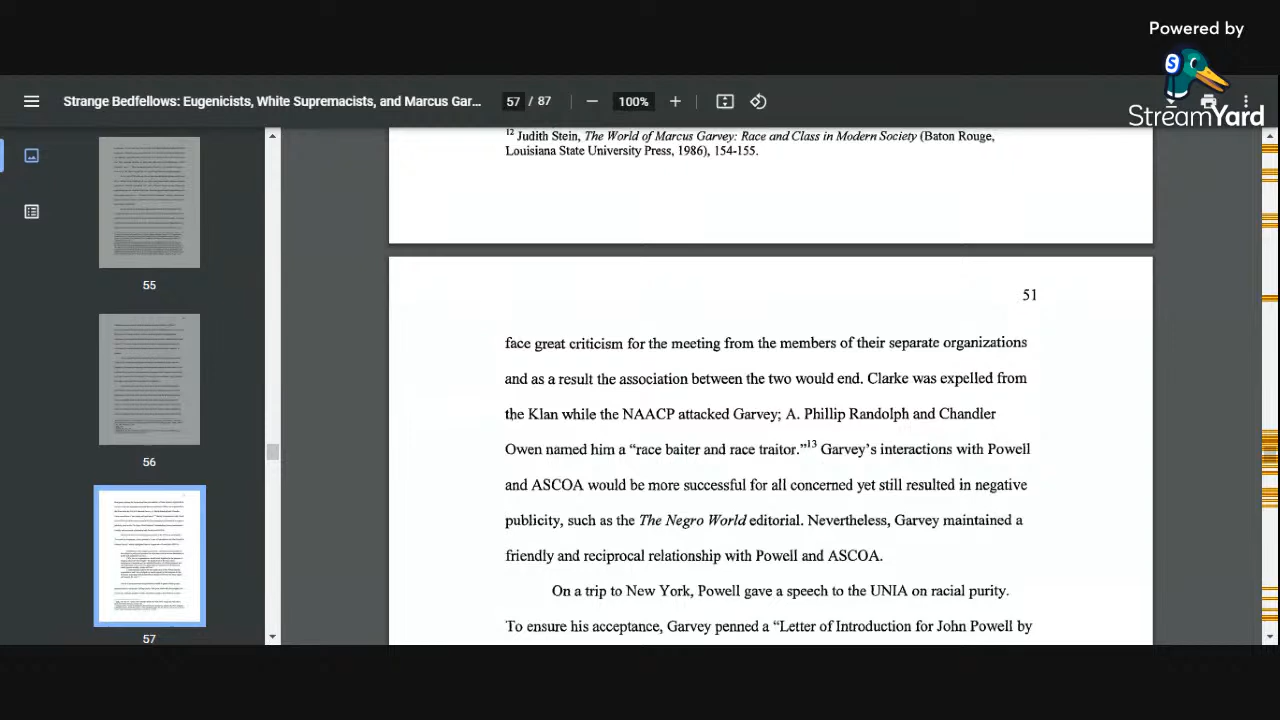 Powered by
StreamYard
Strange Bedfellows: Eugenicists, White Supremacists, and Marcus Gar...
57 / 87
100%
55
56
57
12 Judith Stein, The World of Marcus Garvey: Race and Class in Modern Society (Baton Rouge,
Louisiana State University Press, 1986), 154-155.
51
face great criticism for the meeting from the members of their separate organizations
and as a result the association between the two would end. Clarke was expelled from
the Klan while the NAACP attacked Garvey; A. Phillip Randolph and Chandler
Owen named him a “race baiter and race traitor.”13 Garvey’s interactions with Powell
and ASCOA would be more successful for all concerned yet still resulted in negative
publicity, such as the The Negro World editorial. Nevertheless, Garvey maintained a
friendly and reciprocal relationship with Powell and ASCOA.
On a trip to New York, Powell gave a speech to the UNIA on racial purity.
To ensure his acceptance, Garvey penned a “Letter of Introduction for John Powell by